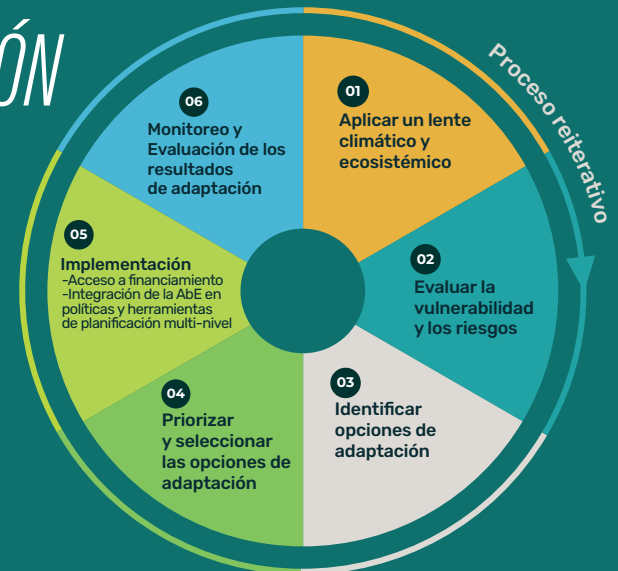 ÓN
Proceso reiterativo
01
Aplicar un lente
climático y
ecosistémico
02
Evaluar la
vulnerabilidad
y los riesgos
03
Identificar
opciones de
adaptación
04
Priorizar
y seleccionar
las opciones de
adaptación
05
Implementación
-Acceso a financiamiento
-Integración de la AbE en
políticas y herramientas
de planificación multi-nivel
06
Monitoreo y
Evaluación de los
resultados
de adaptación